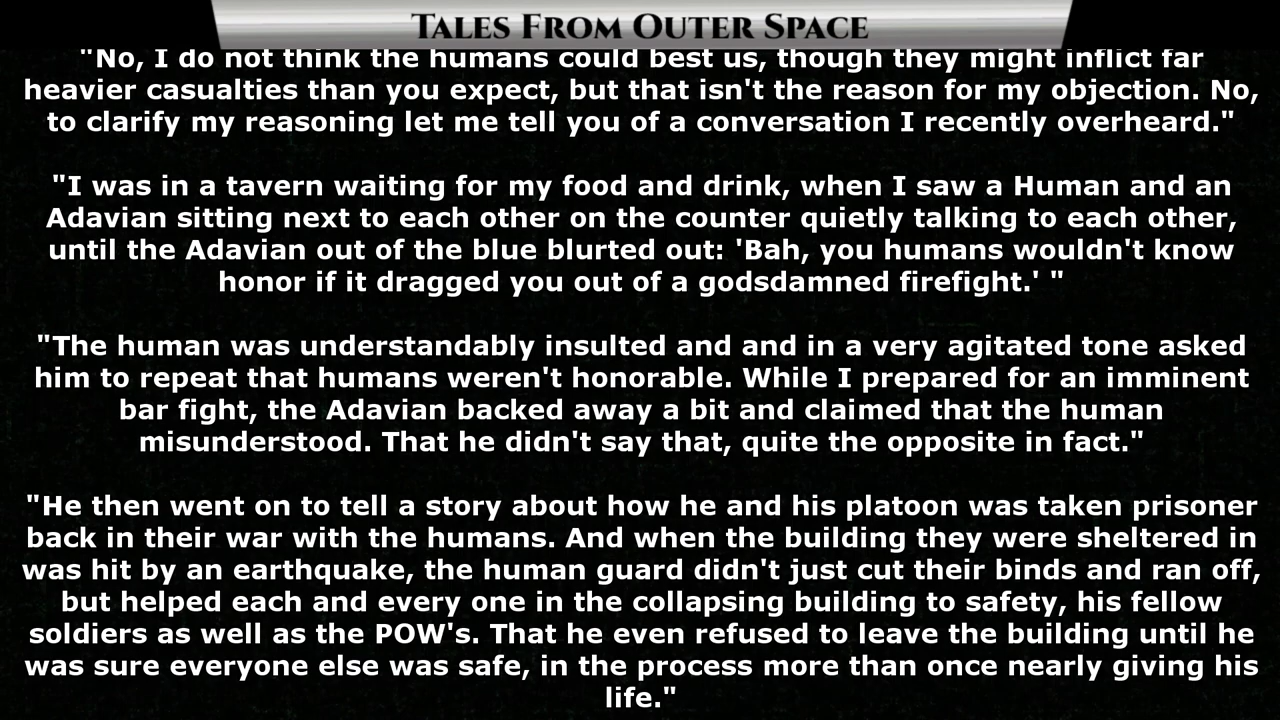 TALES FROM OUTER SPACE
"No, I do not think the humans could best us, though they might inflict far
heavier casualties than you expect, but that isn't the reason for my objection. No,
to clarify my reasoning let me tell you of a conversation I recently overheard."
"I was in a tavern waiting for my food and drink, when I saw a Human and an
Adavian sitting next to each other on the counter quietly talking to each other,
until the Adavian out of the blue blurted out: 'Bah, you humans wouldn't know
honor if it dragged you out of a godsdamned firefight.' "
"The human was understandably insulted and and in a very agitated tone asked
him to repeat that humans weren't honorable. While I prepared for an imminent
bar fight, the Adavian backed away a bit and claimed that the human
misunderstood. That he didn't say that, quite the opposite in fact."
"He then went on to tell a story about how he and his platoon was taken prisoner
back in their war with the humans. And when the building they were sheltered in
was hit by an earthquake, the human guard didn't just cut their binds and ran off,
but helped each and every one in the collapsing building to safety, his fellow
soldiers as well as the POW's. That he even refused to leave the building until he
was sure everyone else was safe, in the process more than once nearly giving his
life."